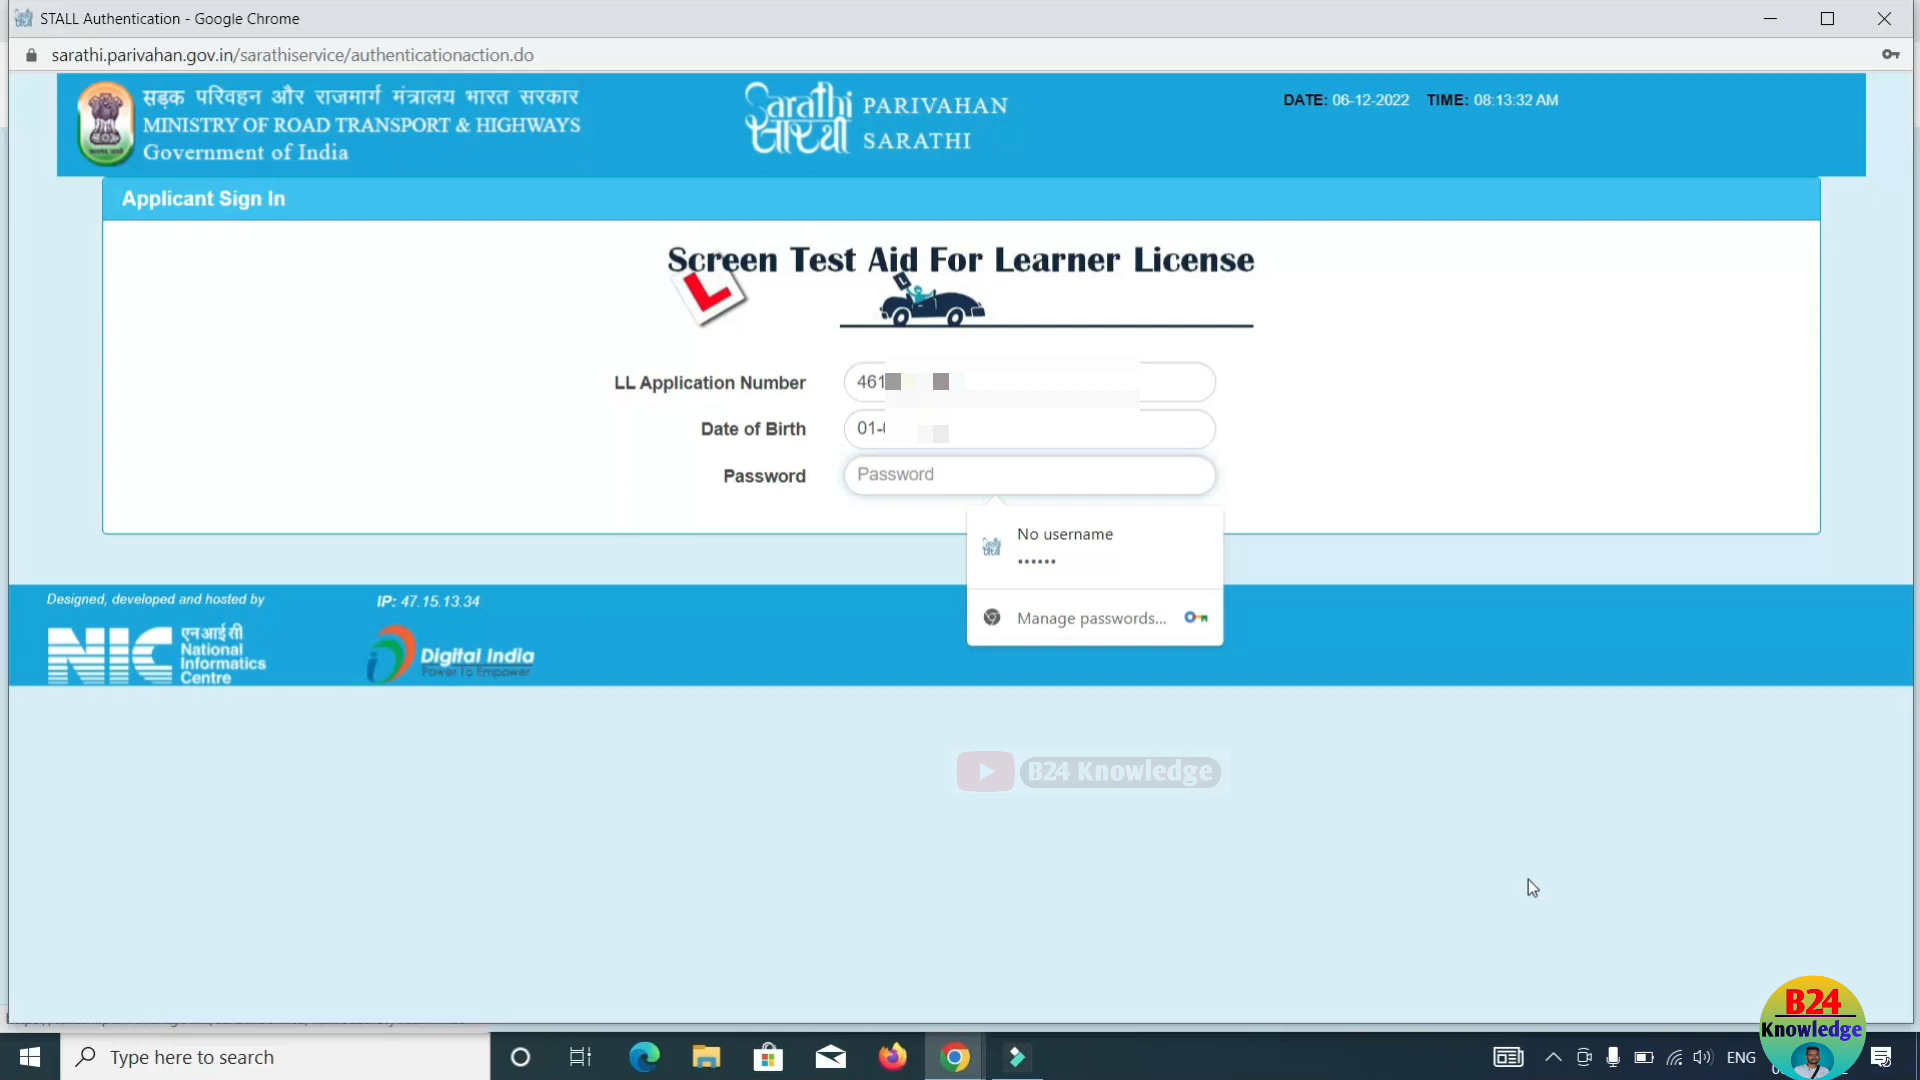 STALL Authentication - Google Chrome
sarathi.parivahan.gov.in/sarathiservice/authenticationaction.do
सड़क परिवहन और राजमार्ग मंत्रालय भारत सरकार
MINISTRY OF ROAD TRANSPORT & HIGHWAYS
Government of India
Sarathi
सारथी
PARIVAHAN
SARATHI
DATE: 06-12-2022 TIME: 08:13:32 AM
Applicant Sign In
Screen Test Aid For Learner License
L
LL Application Number
461
Date of Birth
01-
Password
Password
No username
••••••
Manage passwords...
Designed, developed and hosted by
IP: 47.15.13.34
NIC
एन आई सी
National
Informatics
Centre
Digital India
Power To Empower
B24 Knowledge
B24
Knowledge
Type here to search
ENG